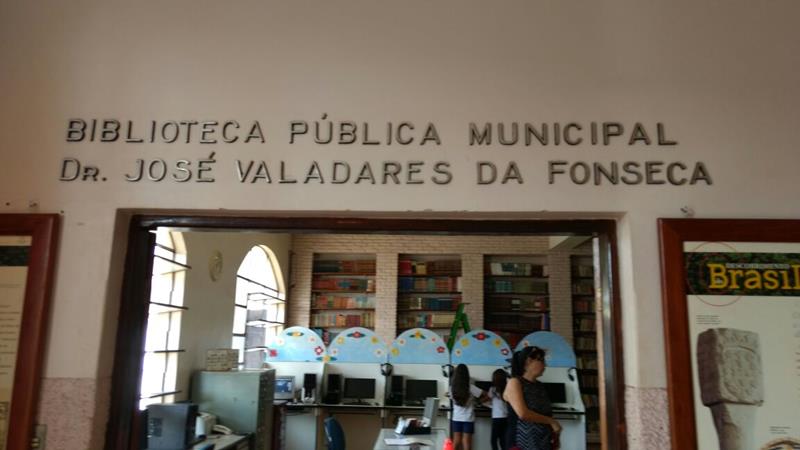 BIBLIOTECA PÚBLICA MUNICIPAL
DR. JOSÉ VALADARES DA FONSECA
Brasil